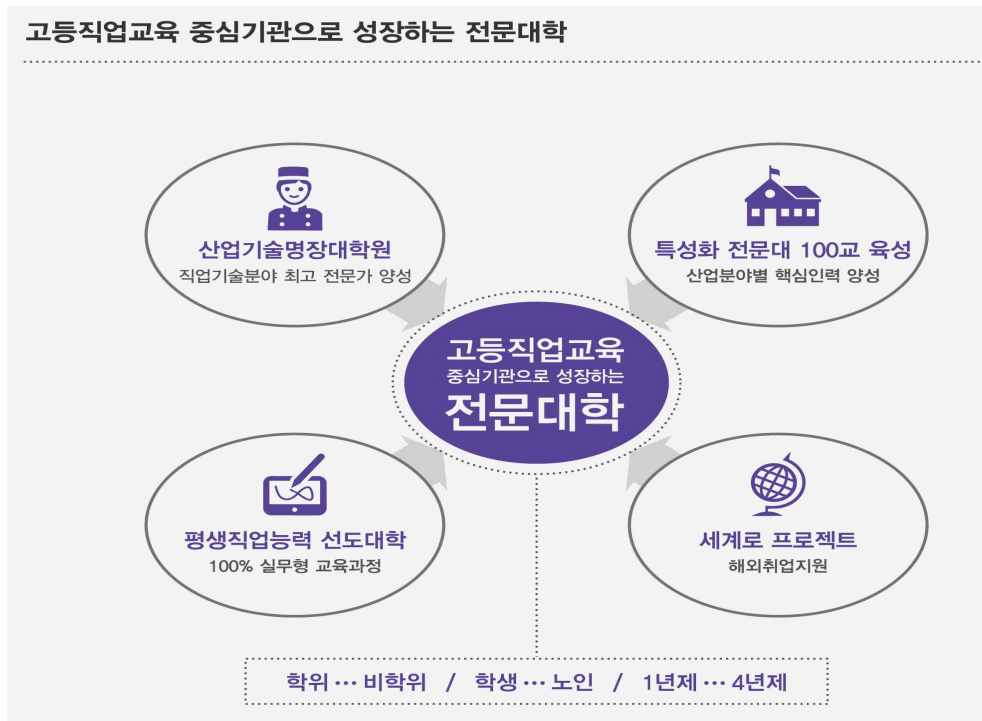 고등직업교육 중심기관으로 성장하는 전문대학
산업기술명장대학원
직업기술분야 최고 전문가 양성
특성화 전문대 100교 육성
산업분야별 핵심인력 양성
고등직업교육
중심기관으로 성장하는
전문대학
평생직업능력 선도대학
100% 실무형 교육과정
세계로 프로젝트
해외취업지원
학위 ··· 비학위 / 학생 ··· 노인 / 1년제 ··· 4년제